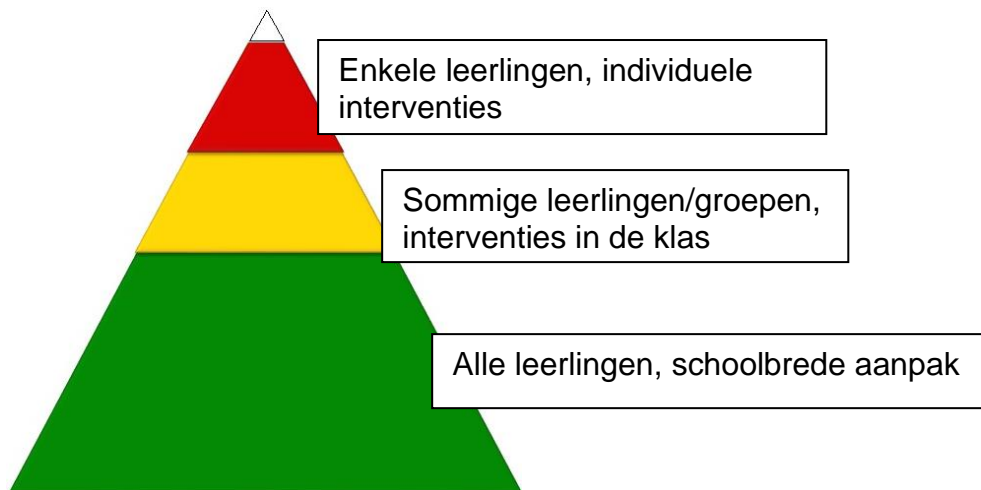 Enkele leerlingen, individuele
interventies
Sommige leerlingen/groepen,
interventies in de klas
Alle leerlingen, schoolbrede aanpak